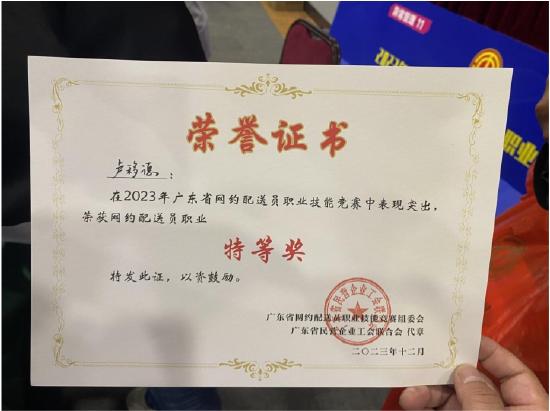 荣誉证书
卢移德：
在2023年广东省网约配送员职业技能竞赛中表现突出，
荣获网约配送员职业
特等奖
特发此证，以资鼓励。
广东省网约配送员职业技能竞赛组委会
广东省民营企业工会联合会 代章
二〇二三年十二月